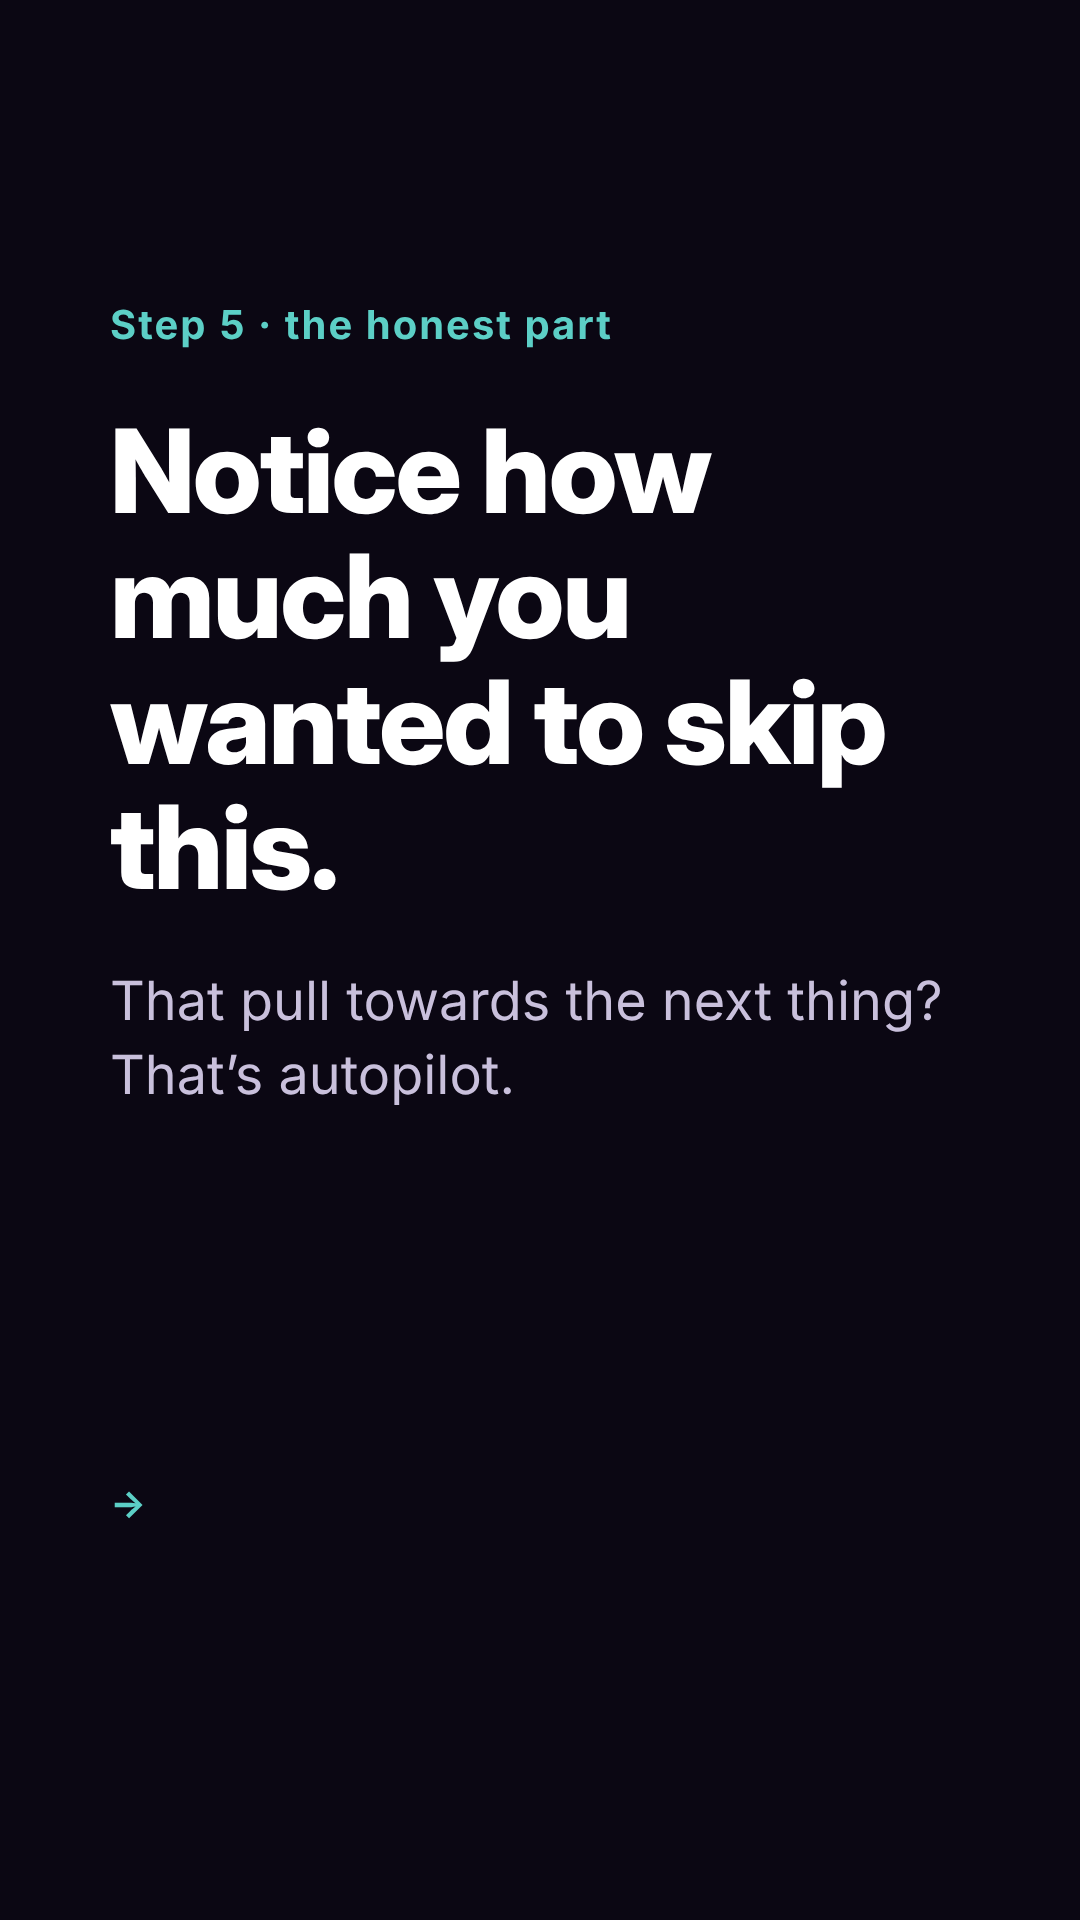 Step 5 · the honest part
Notice how
much you
wanted to skip
this.
That pull towards the next thing?
That’s autopilot.
→